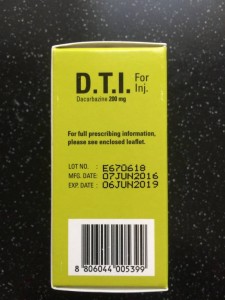 D.T.I. For Inj.
Dacarbazine 200 mg
For full prescribing information,
please see enclosed leaflet.
LOT NO. : E670618
MFG. DATE: 07JUN2016
EXP. DATE : 06JUN2019
8 806044 005399